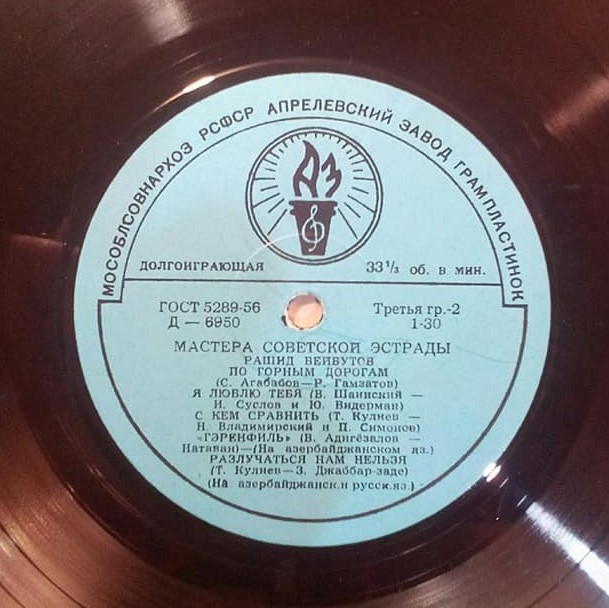 МОСОБЛСОВНАРХОЗ РСФСР АПРЕЛЕВСКИЙ ЗАВОД ГРАМПЛАСТИНОК
АЗ
ДОЛГОИГРАЮЩАЯ 33⅓ об. в мин.
ГОСТ 5289-56 Третья гр.-2
Д — 6950 1-30
МАСТЕРА СОВЕТСКОЙ ЭСТРАДЫ
РАШИД БЕЙБУТОВ
ПО ГОРНЫМ ДОРОГАМ
(С. Агабабов—Р. Гамзатов)
Я ЛЮБЛЮ ТЕБЯ (В. Шаинский —
И. Суслов и Ю. Видерман)
С КЕМ СРАВНИТЬ (Т. Кулиев —
Н. Владимирский и П. Симонов)
«ГЭРЕНФИЛЬ» (В. Адигёзалов —
Натаван)—(На азербайджанском яз.)
РАЗЛУЧАТЬСЯ НАМ НЕЛЬЗЯ
(Т. Кулиев—З. Джаббар-заде)
(На азербайджанск.и русск.яз.)